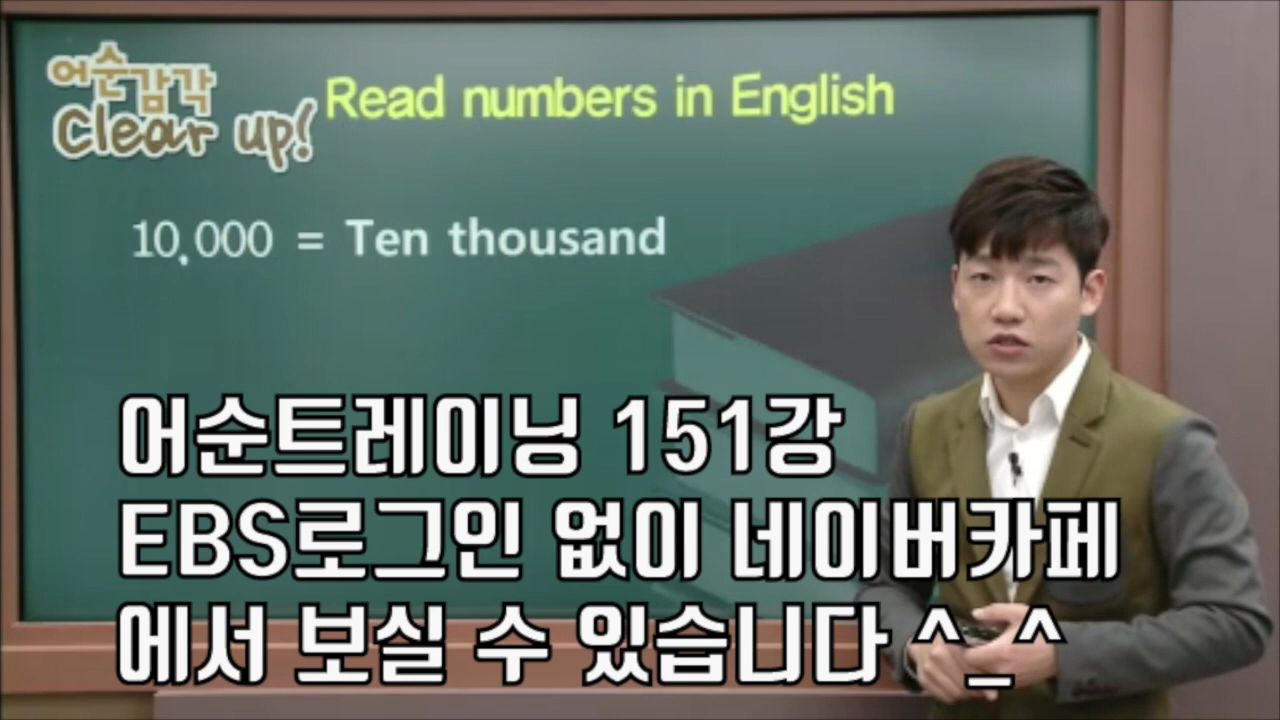 어순감각
Clear up!
Read numbers in English
10,000 = Ten thousand
어순트레이닝 151강
EBS로그인 없이 네이버카페
에서 보실 수 있습니다 ^_^